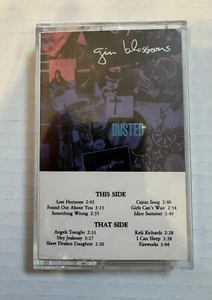 gin blossoms
DUSTED
THIS SIDE
Lost Horizons 2:43
Found Out About You 3:15
Something Wrong 2:35
Cajun Song 2:40
Girls Can't Wait 2:54
Idiot Summer 3:49
THAT SIDE
Angels Tonight 2:31
Hey Jealousy 3:27
Slave Dealers Daughter 2:29
Keli Richards 2:28
I Can Sleep 3:28
Fireworks 3:04